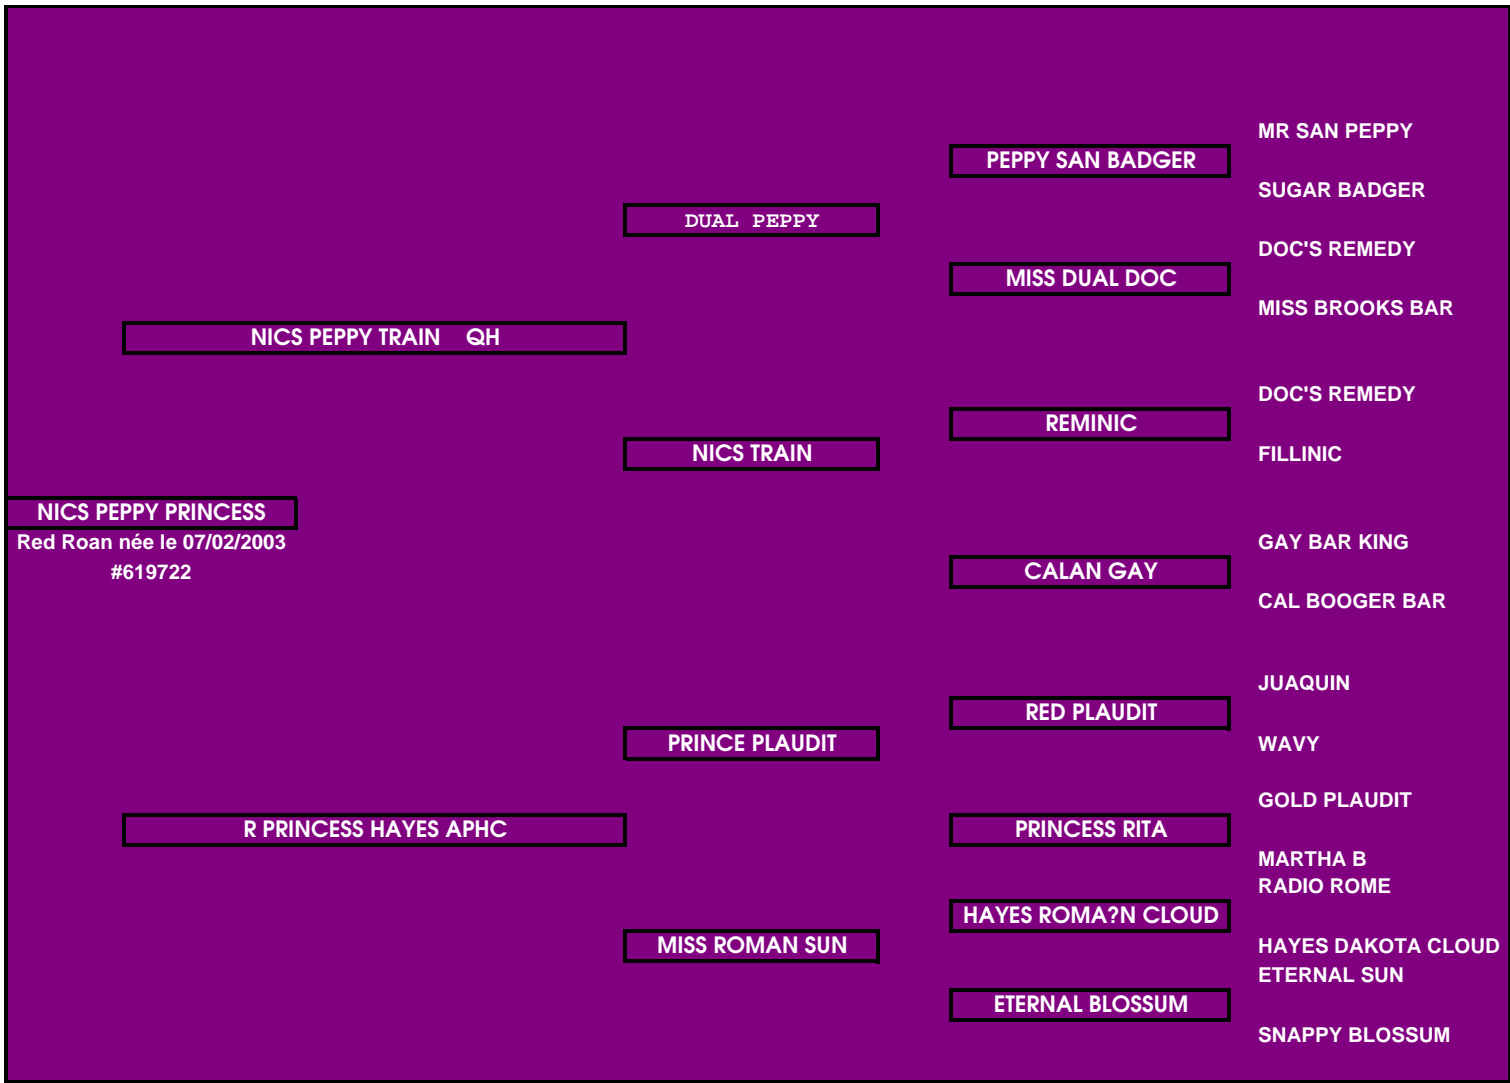 MR SAN PEPPY
PEPPY SAN BADGER
SUGAR BADGER
DUAL PEPPY
DOC'S REMEDY
MISS DUAL DOC
MISS BROOKS BAR
NICS PEPPY TRAIN QH
DOC'S REMEDY
REMINIC
NICS TRAIN
FILLINIC
NICS PEPPY PRINCESS
Red Roan née le 07/02/2003
#619722
GAY BAR KING
CALAN GAY
CAL BOOGER BAR
JUAQUIN
RED PLAUDIT
PRINCE PLAUDIT
WAVY
GOLD PLAUDIT
R PRINCESS HAYES APHC
PRINCESS RITA
MARTHA B
RADIO ROME
HAYES ROMA?N CLOUD
MISS ROMAN SUN
HAYES DAKOTA CLOUD
ETERNAL SUN
ETERNAL BLOSSUM
SNAPPY BLOSSUM